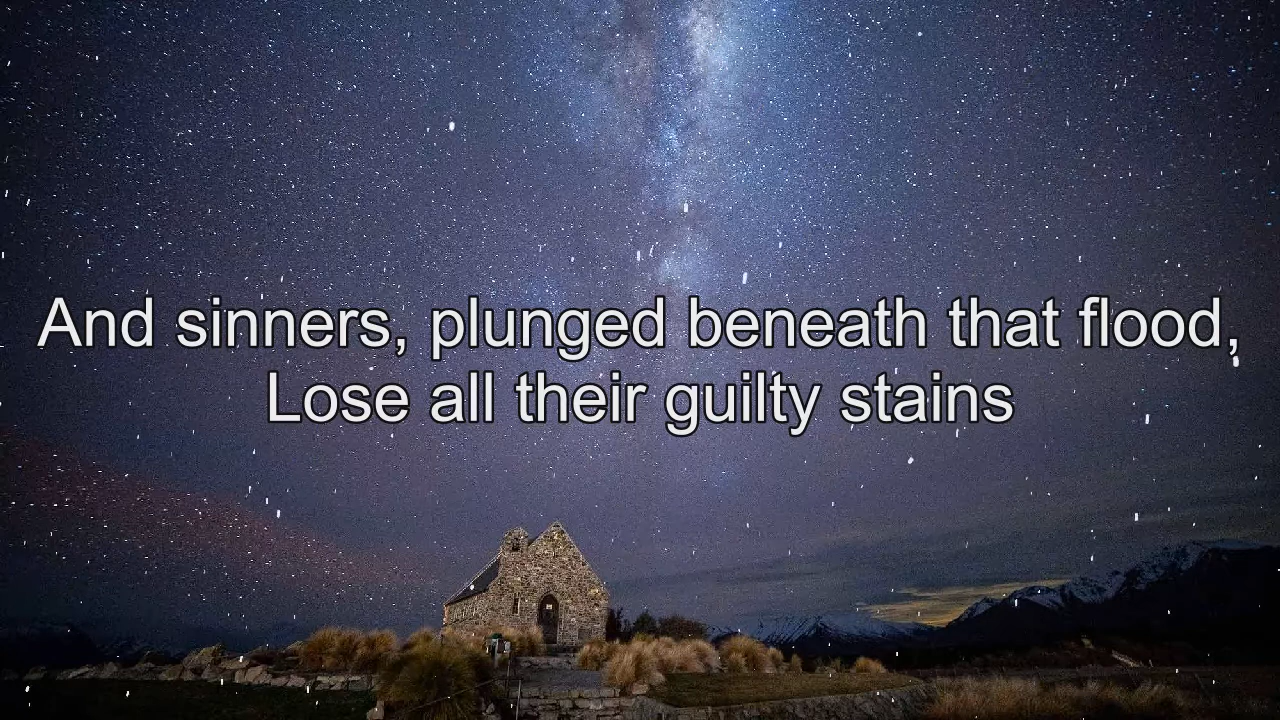 And sinners, plunged beneath that flood,
Lose all their guilty stains